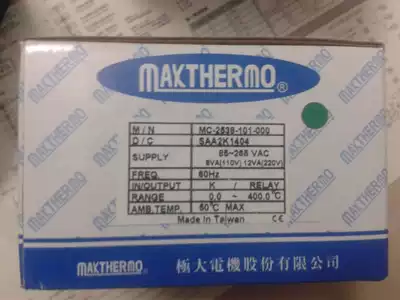 MAXTHERMO®
M/N MC-2538-101-000
D/C SAA2K1404
SUPPLY 85~265 VAC
8VA(110V) 12VA(220V)
FREQ. 60Hz
IN/OUTPUT K / RELAY
RANGE 0.0 ~ 400.0℃
AMB.TEMP. 50℃ MAX
Made In Taiwan CE
MAXTHERMO® 極大電機股份有限公司